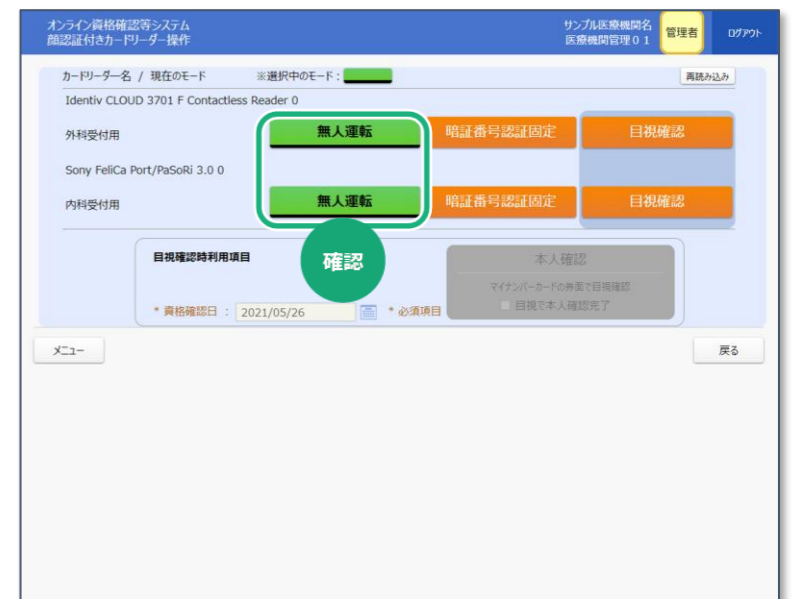 オンライン資格確認等システム
顔認証付きカードリーダー操作
サンプル医療機関名
医療機関管理01
管理者
ログアウト
カードリーダー名 / 現在のモード ※選択中のモード:
再読み込み
Identiv CLOUD 3701 F Contactless Reader 0
外科受付用 無人運転 暗証番号認証固定 目視確認
Sony FeliCa Port/PaSoRi 3.0 0
内科受付用 無人運転 暗証番号認証固定 目視確認
確認
目視確認時利用項目
* 資格確認日 : 2021/05/26 * 必須項目
本人確認
マイナンバーカードの券面で目視確認
目視で本人確認完了
メニュー 戻る